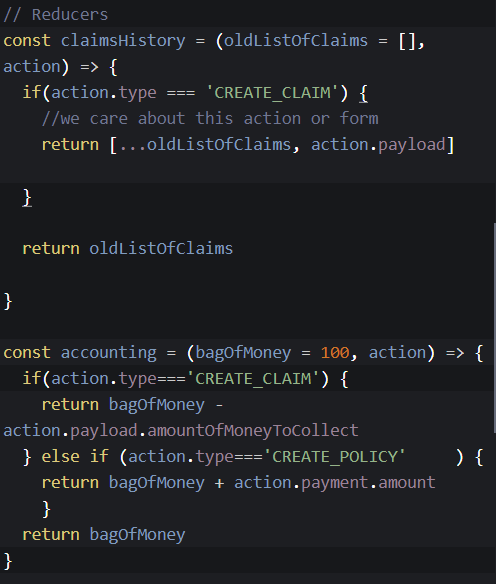 // Reducers
const claimsHistory = (oldListOfClaims = [],
action) => {
  if(action.type === 'CREATE_CLAIM') {
    //we care about this action or form
    return [...oldListOfClaims, action.payload]
  }
  return oldListOfClaims
}
const accounting = (bagOfMoney = 100, action) => {
  if(action.type==='CREATE_CLAIM') {
    return bagOfMoney -
action.payload.amountOfMoneyToCollect
  } else if (action.type==='CREATE_POLICY'     ) {
    return bagOfMoney + action.payment.amount
    }
  return bagOfMoney
}